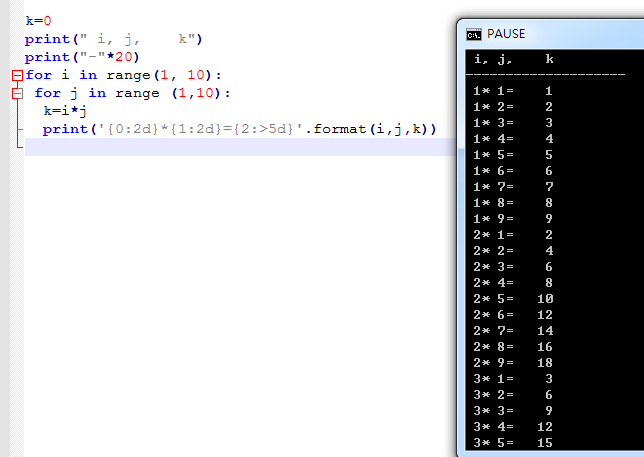 k=0
print(" i, j,    k")
print("-"*20)
for i in range(1, 10):
 for j in range (1,10):
  k=i*j
  print('{0:2d}*{1:2d}={2:>5d}'.format(i,j,k))
PAUSE
 i, j,    k
--------------------
 1* 1=    1
 1* 2=    2
 1* 3=    3
 1* 4=    4
 1* 5=    5
 1* 6=    6
 1* 7=    7
 1* 8=    8
 1* 9=    9
 2* 1=    2
 2* 2=    4
 2* 3=    6
 2* 4=    8
 2* 5=   10
 2* 6=   12
 2* 7=   14
 2* 8=   16
 2* 9=   18
 3* 1=    3
 3* 2=    6
 3* 3=    9
 3* 4=   12
 3* 5=   15